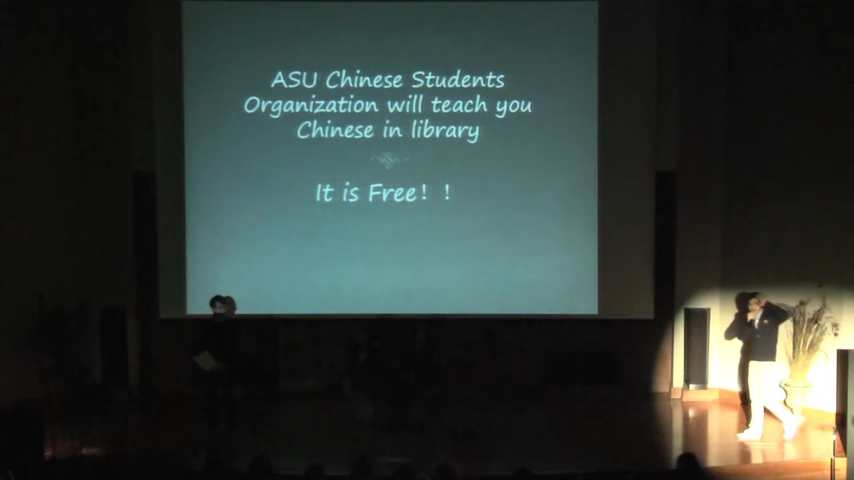 ASU Chinese Students
Organization will teach you
Chinese in library
It is Free！！